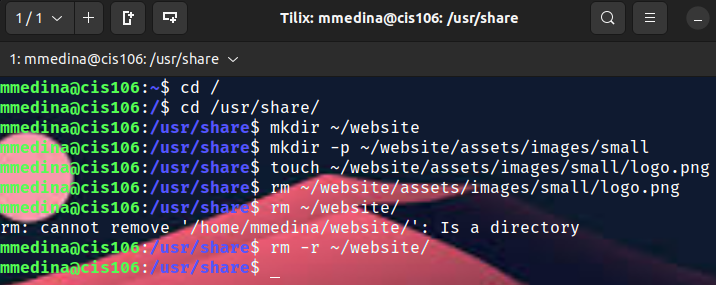 1 / 1
Tilix: mmedina@cis106: /usr/share
1: mmedina@cis106: /usr/share
mmedina@cis106:~$ cd /
mmedina@cis106:/$ cd /usr/share/
mmedina@cis106:/usr/share$ mkdir ~/website
mmedina@cis106:/usr/share$ mkdir -p ~/website/assets/images/small
mmedina@cis106:/usr/share$ touch ~/website/assets/images/small/logo.png
mmedina@cis106:/usr/share$ rm ~/website/assets/images/small/logo.png
mmedina@cis106:/usr/share$ rm ~/website/
rm: cannot remove '/home/mmedina/website/': Is a directory
mmedina@cis106:/usr/share$ rm -r ~/website/
mmedina@cis106:/usr/share$ _